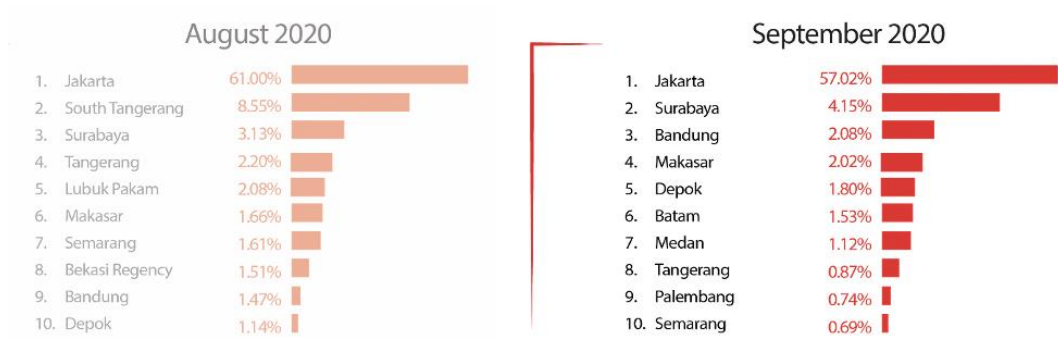 August 2020
1. Jakarta 61.00%
2. South Tangerang 8.55%
3. Surabaya 3.13%
4. Tangerang 2.20%
5. Lubuk Pakam 2.08%
6. Makasar 1.66%
7. Semarang 1.61%
8. Bekasi Regency 1.51%
9. Bandung 1.47%
10. Depok 1.14%
September 2020
1. Jakarta 57.02%
2. Surabaya 4.15%
3. Bandung 2.08%
4. Makasar 2.02%
5. Depok 1.80%
6. Batam 1.53%
7. Medan 1.12%
8. Tangerang 0.87%
9. Palembang 0.74%
10. Semarang 0.69%